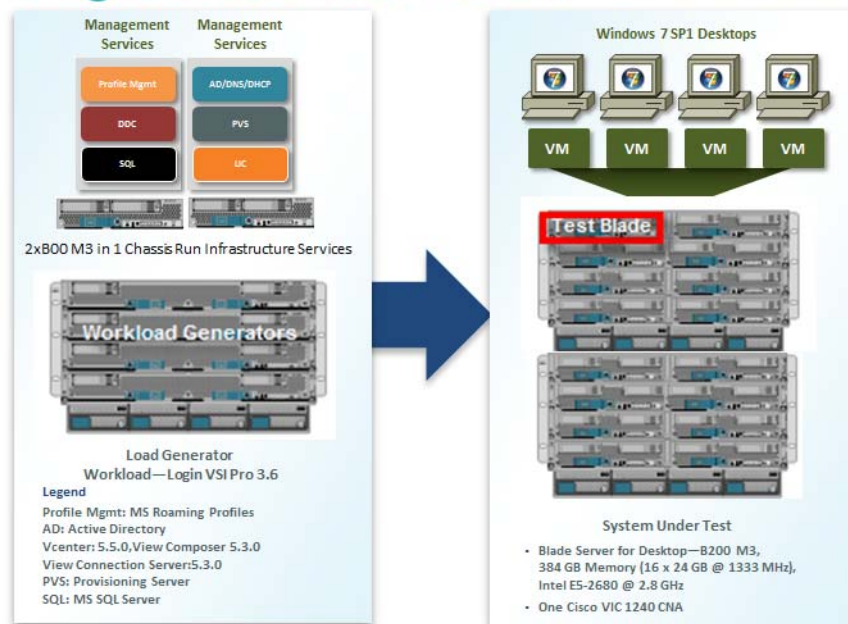 Management
Services
Management
Services
Profile Mgmt
DDC
SQL
AD/DNS/DHCP
PVS
LIC
2xB00 M3 in 1 Chassis Run Infrastructure Services
Workload Generators
Load Generator
Workload—Login VSI Pro 3.6
Legend
Profile Mgmt: MS Roaming Profiles
AD: Active Directory
Vcenter: 5.5.0,View Composer 5.3.0
View Connection Server:5.3.0
PVS: Provisioning Server
SQL: MS SQL Server
Windows 7 SP1 Desktops
7
7
7
7
VM
VM
VM
VM
Test Blade
System Under Test
• Blade Server for Desktop—B200 M3,
384 GB Memory (16 x 24 GB @ 1333 MHz),
Intel E5-2680 @ 2.8 GHz
• One Cisco VIC 1240 CNA